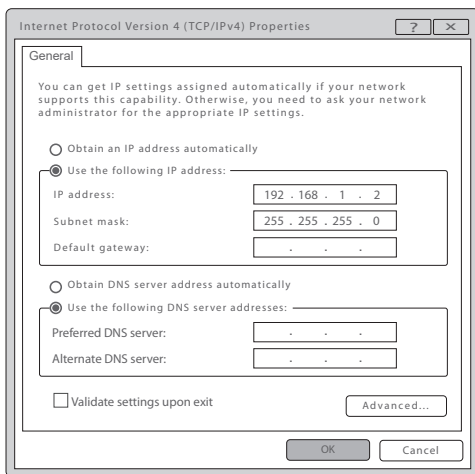 Internet Protocol Version 4 (TCP/IPv4) Properties ? ×
General
You can get IP settings assigned automatically if your network
supports this capability. Otherwise, you need to ask your network
administrator for the appropriate IP settings.
Obtain an IP address automatically
Use the following IP address:
IP address: 192 . 168 . 1 . 2
Subnet mask: 255 . 255 . 255 . 0
Default gateway: . . .
Obtain DNS server address automatically
Use the following DNS server addresses:
Preferred DNS server: . . .
Alternate DNS server: . . .
Validate settings upon exit
Advanced...
OK Cancel